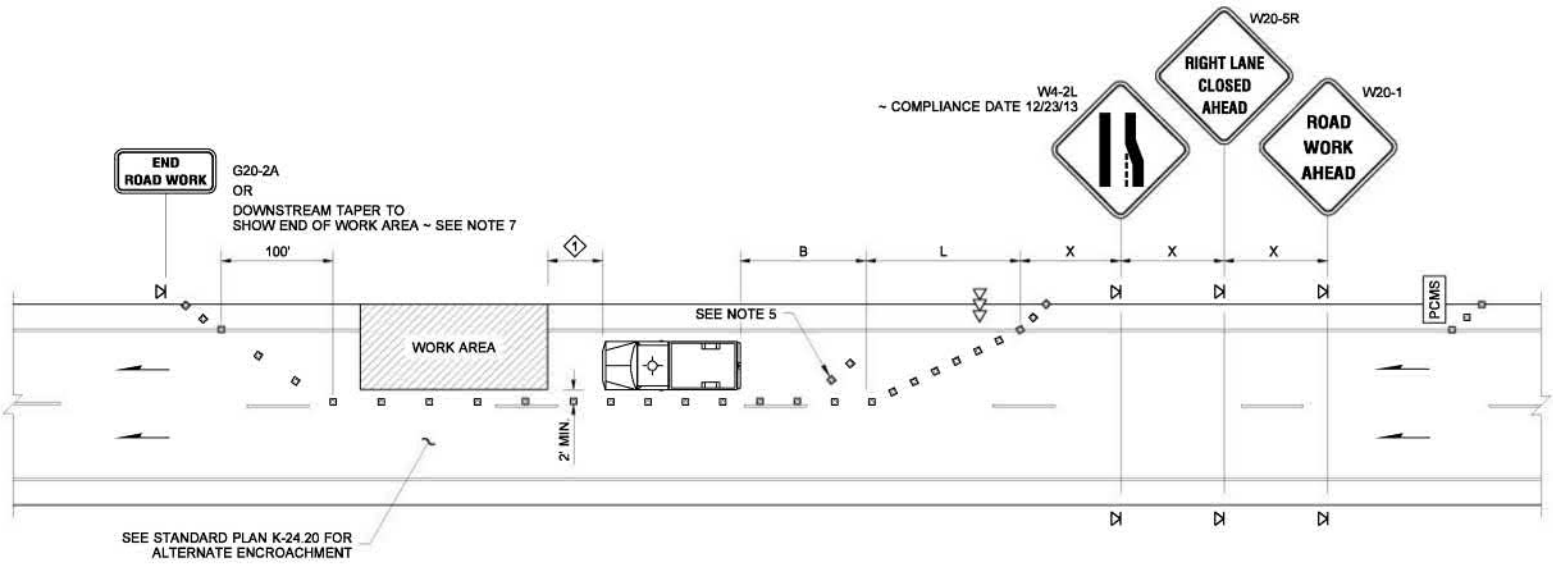 W20-5R
RIGHT LANE
CLOSED
AHEAD
W4-2L
~ COMPLIANCE DATE 12/23/13
W20-1
ROAD
WORK
AHEAD
END
ROAD WORK
G20-2A
OR
DOWNSTREAM TAPER TO
SHOW END OF WORK AREA ~ SEE NOTE 7
100'
1
B
L
X
X
X
PCMS
SEE NOTE 5
WORK AREA
2' MIN.
SEE STANDARD PLAN K-24.20 FOR
ALTERNATE ENCROACHMENT